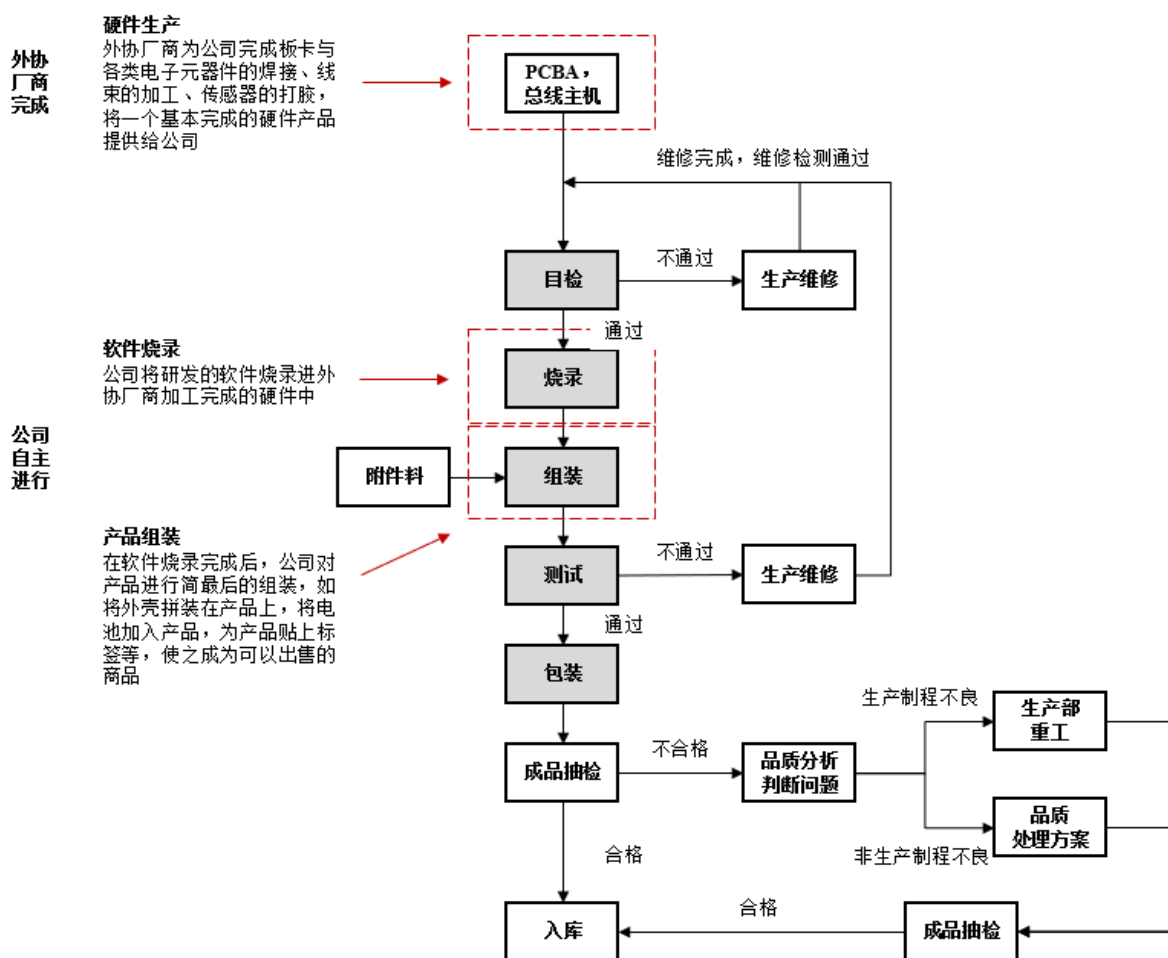 外协
厂商
完成
硬件生产
外协厂商为公司完成板卡与
各类电子元器件的焊接、线
束的加工、传感器的打胶，
将一个基本完成的硬件产品
提供给公司
PCBA，
总线主机
维修完成，维修检测通过
目检
不通过
生产维修
通过
软件烧录
公司将研发的软件烧录进外
协厂商加工完成的硬件中
烧录
公司
自主
进行
附件料
组装
产品组装
在软件烧录完成后，公司对
产品进行简最后的组装，如
将外壳拼装在产品上，将电
池加入产品，为产品贴上标
签等，使之成为可以出售的
商品
测试
不通过
生产维修
通过
包装
成品抽检
不合格
品质分析
判断问题
生产制程不良
生产部
重工
品质
处理方案
非生产制程不良
合格
入库
合格
成品抽检